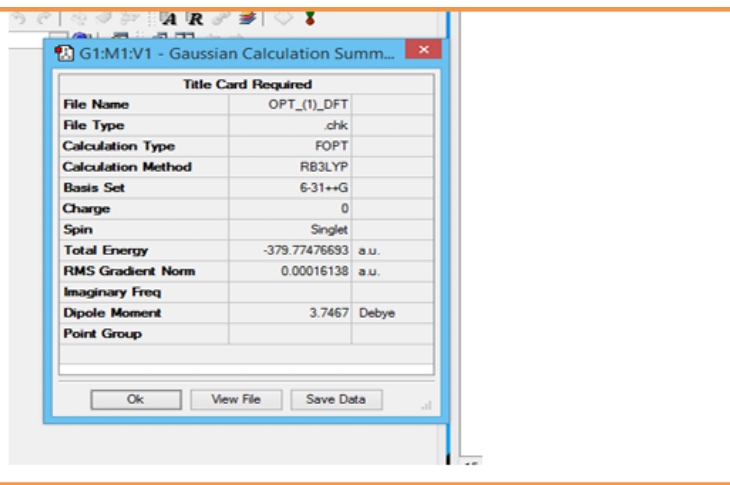 G1:M1:V1 - Gaussian Calculation Summ...
Title Card Required
File Name OPT_(1)_DFT
File Type .chk
Calculation Type FOPT
Calculation Method RB3LYP
Basis Set 6-31++G
Charge 0
Spin Singlet
Total Energy -379.77476693 a.u.
RMS Gradient Norm 0.00016138 a.u.
Imaginary Freq
Dipole Moment 3.7467 Debye
Point Group
Ok View File Save Data